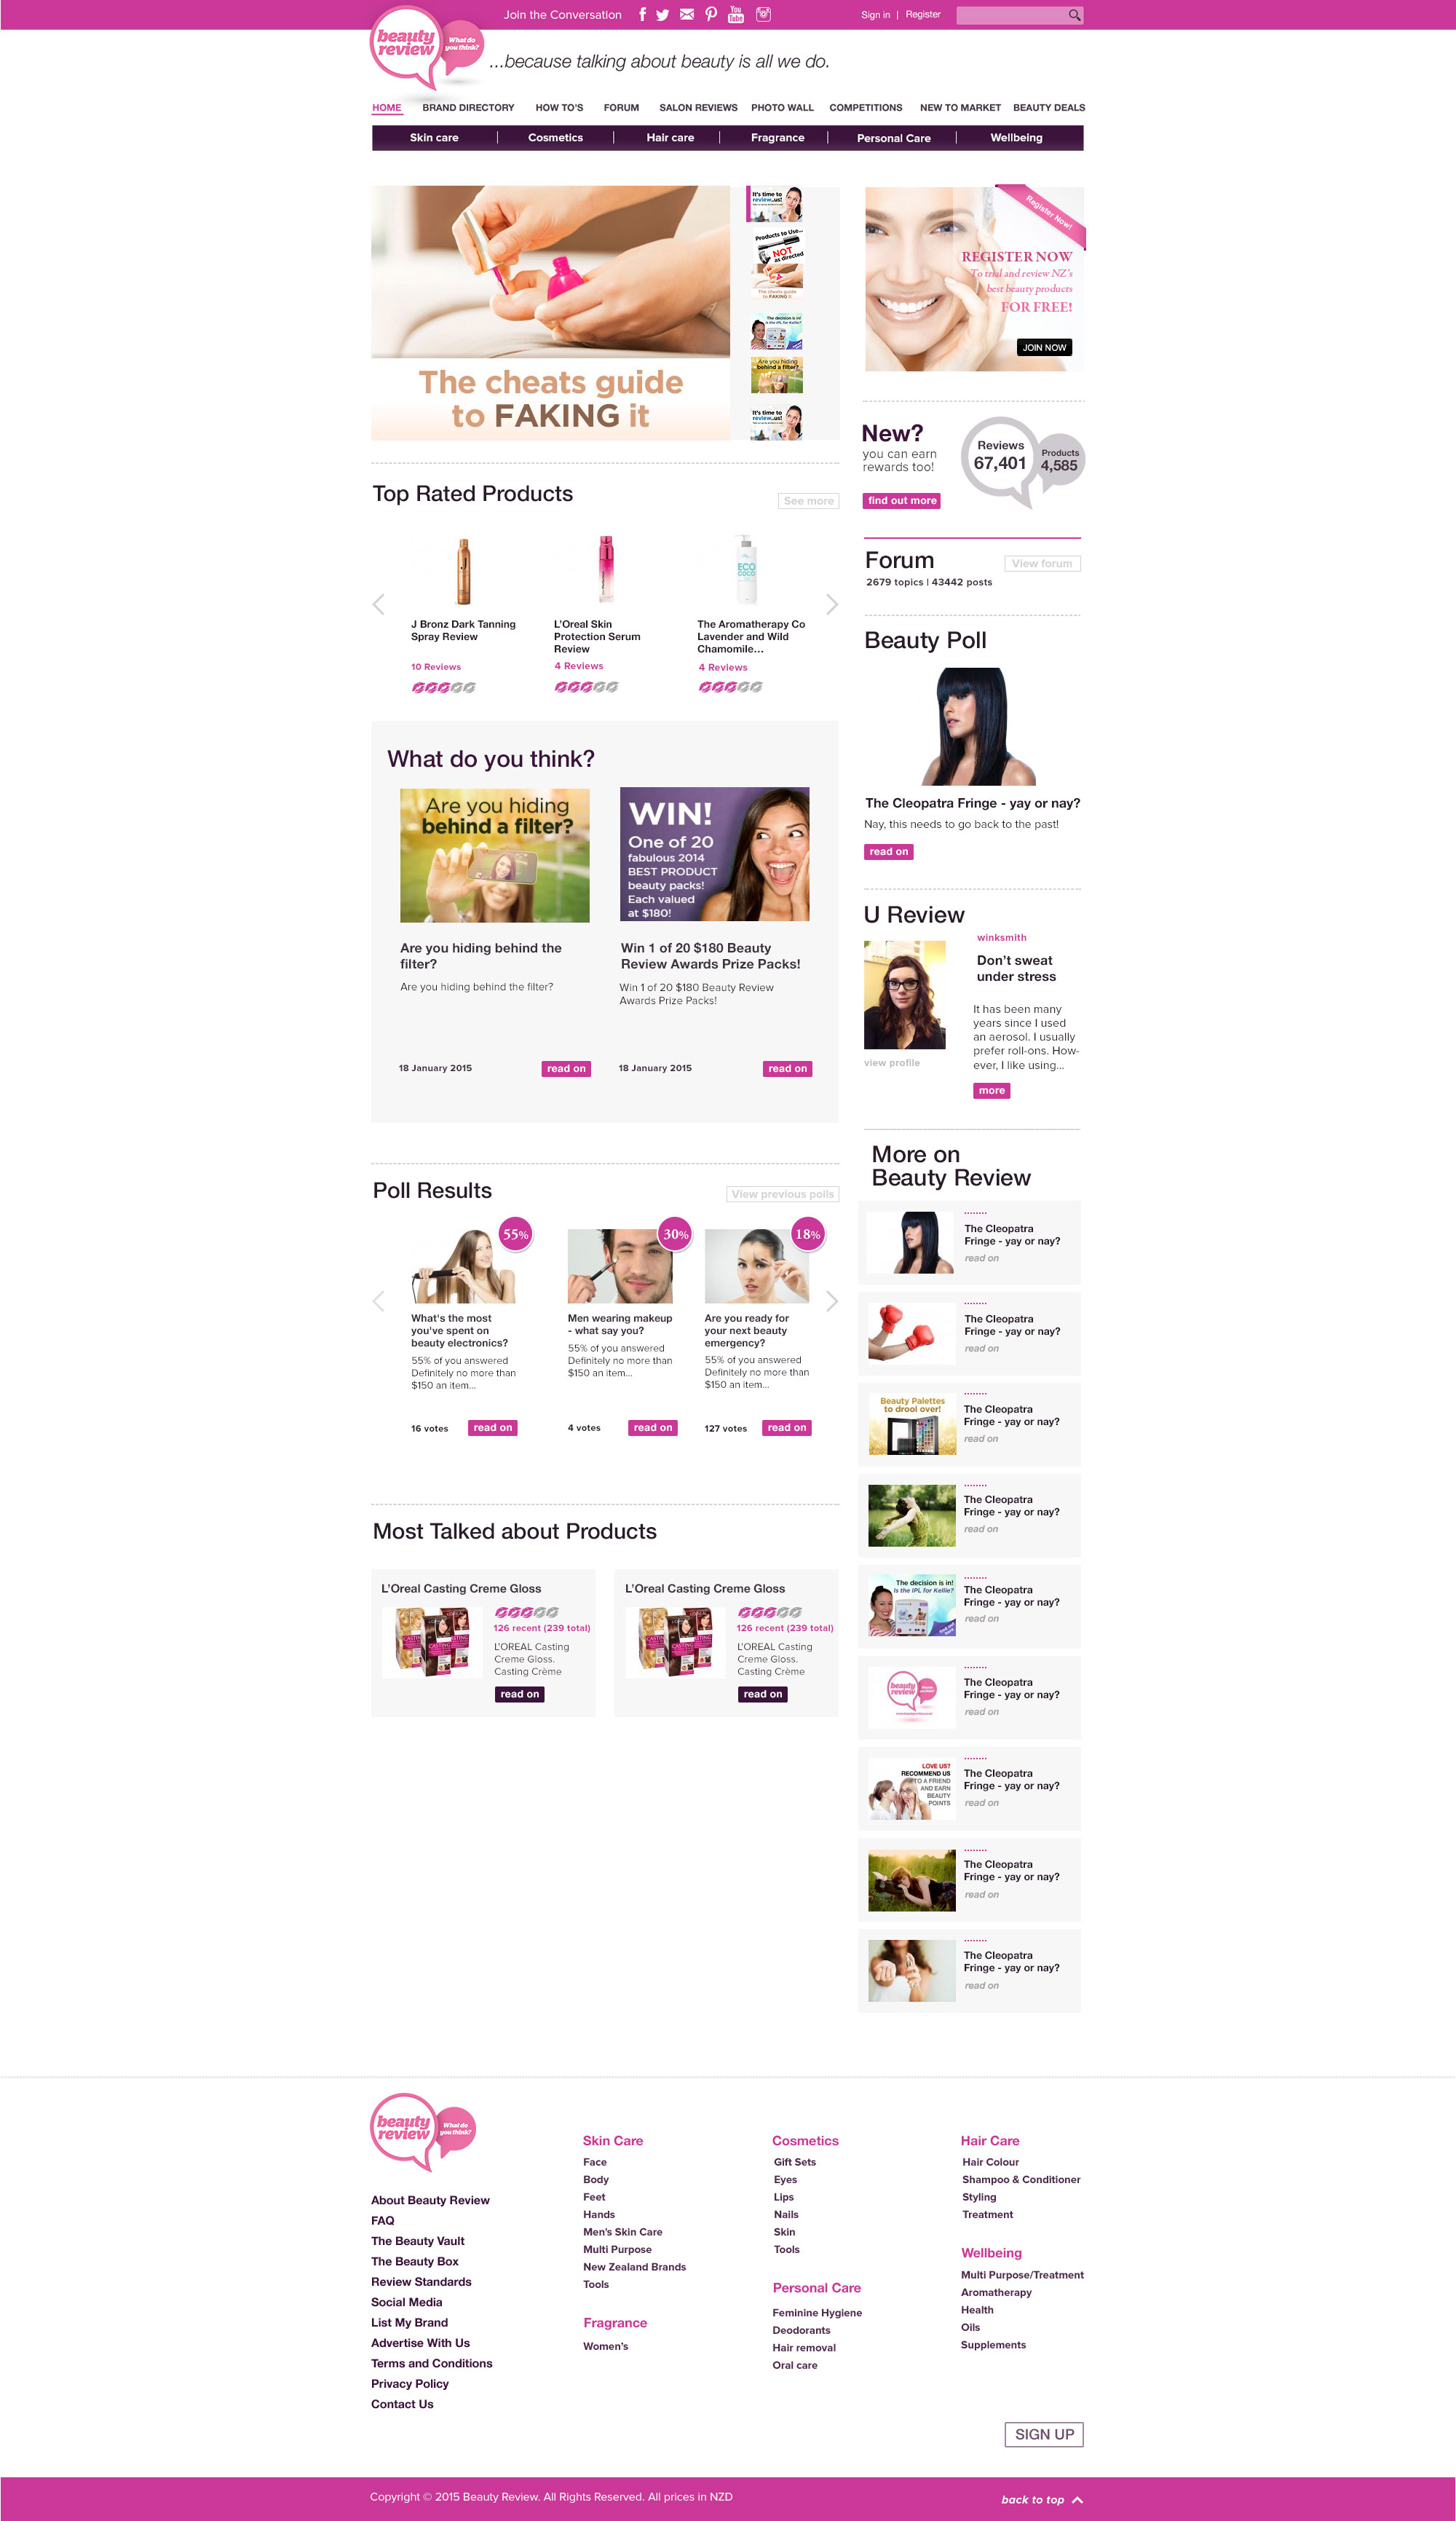 Join the Conversation
You
Tube
Sign in | Register
beauty
review
What do
you think?
...because talking about beauty is all we do.
HOME
BRAND DIRECTORY
HOW TO'S
FORUM
SALON REVIEWS
PHOTO WALL
COMPETITIONS
NEW TO MARKET
BEAUTY DEALS
Skin care
Cosmetics
Hair care
Fragrance
Personal Care
Wellbeing
The cheats guide
to FAKING it
It's time to
review..us!
Products to Use...
NOT
as directed
The cheats guide
to FAKING it
The decision is in!
Is the IPL for Kellie?
Are you hiding
behind a filter?
It's time to
review..us!
Register Now!
REGISTER NOW
To trial and review NZ's
best beauty products
FOR FREE!
JOIN NOW
New?
you can earn
rewards too!
find out more
Reviews
67,401
Products
4,585
Top Rated Products
See more
J Bronz Dark Tanning
Spray Review
10 Reviews
L'Oreal Skin
Protection Serum
Review
4 Reviews
ECO
COCO
The Aromatherapy Co
Lavender and Wild
Chamomile...
4 Reviews
Forum
View forum
2679 topics | 43442 posts
Beauty Poll
The Cleopatra Fringe - yay or nay?
Nay, this needs to go back to the past!
read on
What do you think?
Are you hiding
behind a filter?
Are you hiding behind the
filter?
Are you hiding behind the filter?
18 January 2015
read on
WIN!
One of 20
fabulous 2014
BEST PRODUCT
beauty packs!
Each valued
at $180!
Win 1 of 20 $180 Beauty
Review Awards Prize Packs!
Win 1 of 20 $180 Beauty Review
Awards Prize Packs!
18 January 2015
read on
U Review
winksmith
Don't sweat
under stress
It has been many
years since I used
an aerosol. I usually
prefer roll-ons. How-
ever, I like using...
view profile
more
Poll Results
View previous polls
55%
What's the most
you've spent on
beauty electronics?
55% of you answered
Definitely no more than
$150 an item...
16 votes
read on
30%
Men wearing makeup
- what say you?
55% of you answered
Definitely no more than
$150 an item...
4 votes
read on
18%
Are you ready for
your next beauty
emergency?
55% of you answered
Definitely no more than
$150 an item...
127 votes
read on
Most Talked about Products
L'Oreal Casting Creme Gloss
126 recent (239 total)
L'OREAL Casting
Creme Gloss.
Casting Crème
read on
L'Oreal Casting Creme Gloss
126 recent (239 total)
L'OREAL Casting
Creme Gloss.
Casting Crème
read on
More on
Beauty Review
The Cleopatra
Fringe - yay or nay?
read on
The Cleopatra
Fringe - yay or nay?
read on
Beauty Palettes
to drool over!
The Cleopatra
Fringe - yay or nay?
read on
The Cleopatra
Fringe - yay or nay?
read on
The decision is in!
Is the IPL for Kellie?
The Cleopatra
Fringe - yay or nay?
read on
beauty
review
The Cleopatra
Fringe - yay or nay?
read on
LOVE US?
RECOMMEND US
TO A FRIEND
AND EARN
BEAUTY
POINTS
The Cleopatra
Fringe - yay or nay?
read on
The Cleopatra
Fringe - yay or nay?
read on
The Cleopatra
Fringe - yay or nay?
read on
beauty
review
What do
you think?
About Beauty Review
FAQ
The Beauty Vault
The Beauty Box
Review Standards
Social Media
List My Brand
Advertise With Us
Terms and Conditions
Privacy Policy
Contact Us
Skin Care
Face
Body
Feet
Hands
Men's Skin Care
Multi Purpose
New Zealand Brands
Tools
Fragrance
Women's
Cosmetics
Gift Sets
Eyes
Lips
Nails
Skin
Tools
Personal Care
Feminine Hygiene
Deodorants
Hair removal
Oral care
Hair Care
Hair Colour
Shampoo & Conditioner
Styling
Treatment
Wellbeing
Multi Purpose/Treatment
Aromatherapy
Health
Oils
Supplements
SIGN UP
Copyright © 2015 Beauty Review. All Rights Reserved. All prices in NZD
back to top